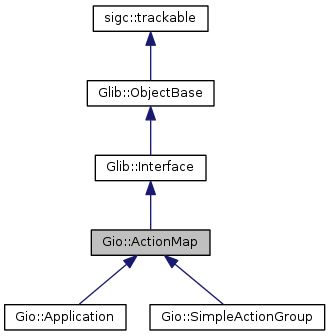 sigc::trackable
Glib::ObjectBase
Glib::Interface
Gio::ActionMap
Gio::Application
Gio::SimpleActionGroup